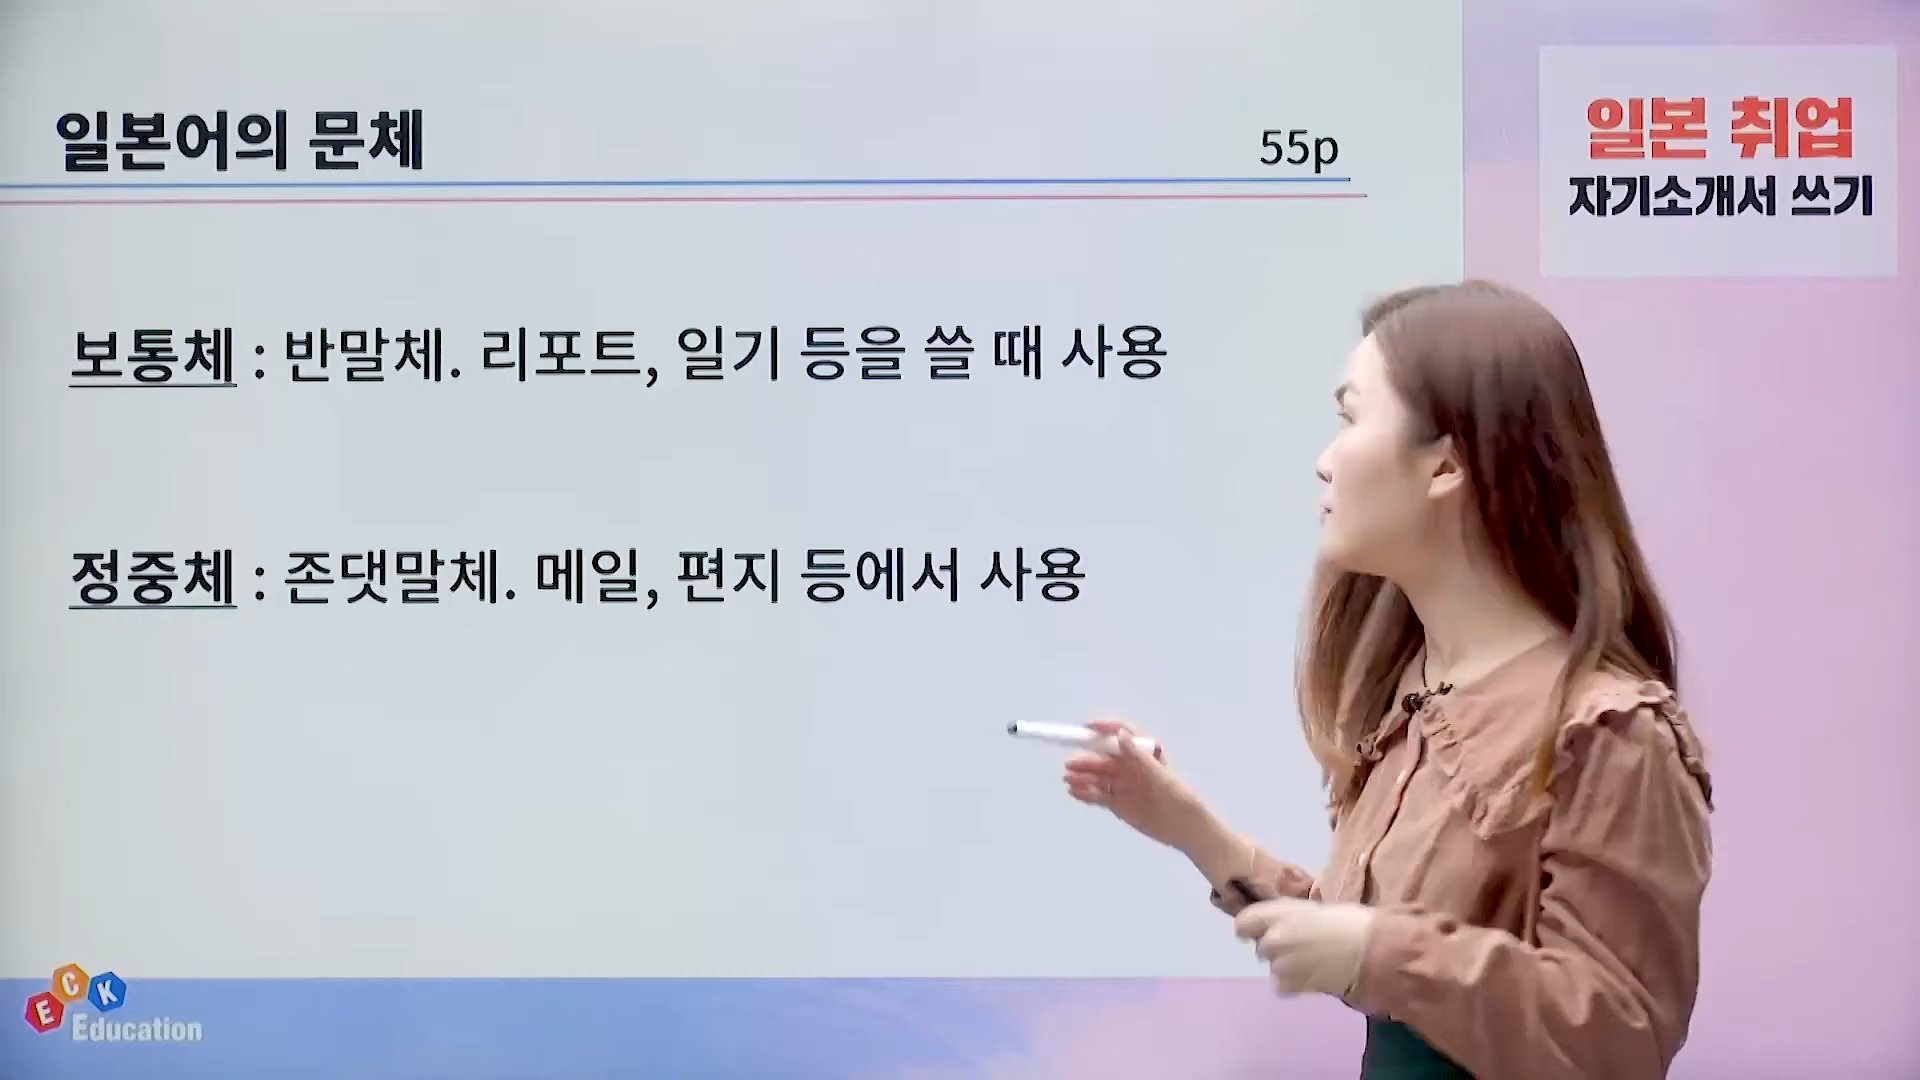 일본어의 문체
55p
일본 취업
자기소개서 쓰기
보통체 : 반말체. 리포트, 일기 등을 쓸 때 사용
정중체 : 존댓말체. 메일, 편지 등에서 사용
ECK
Education